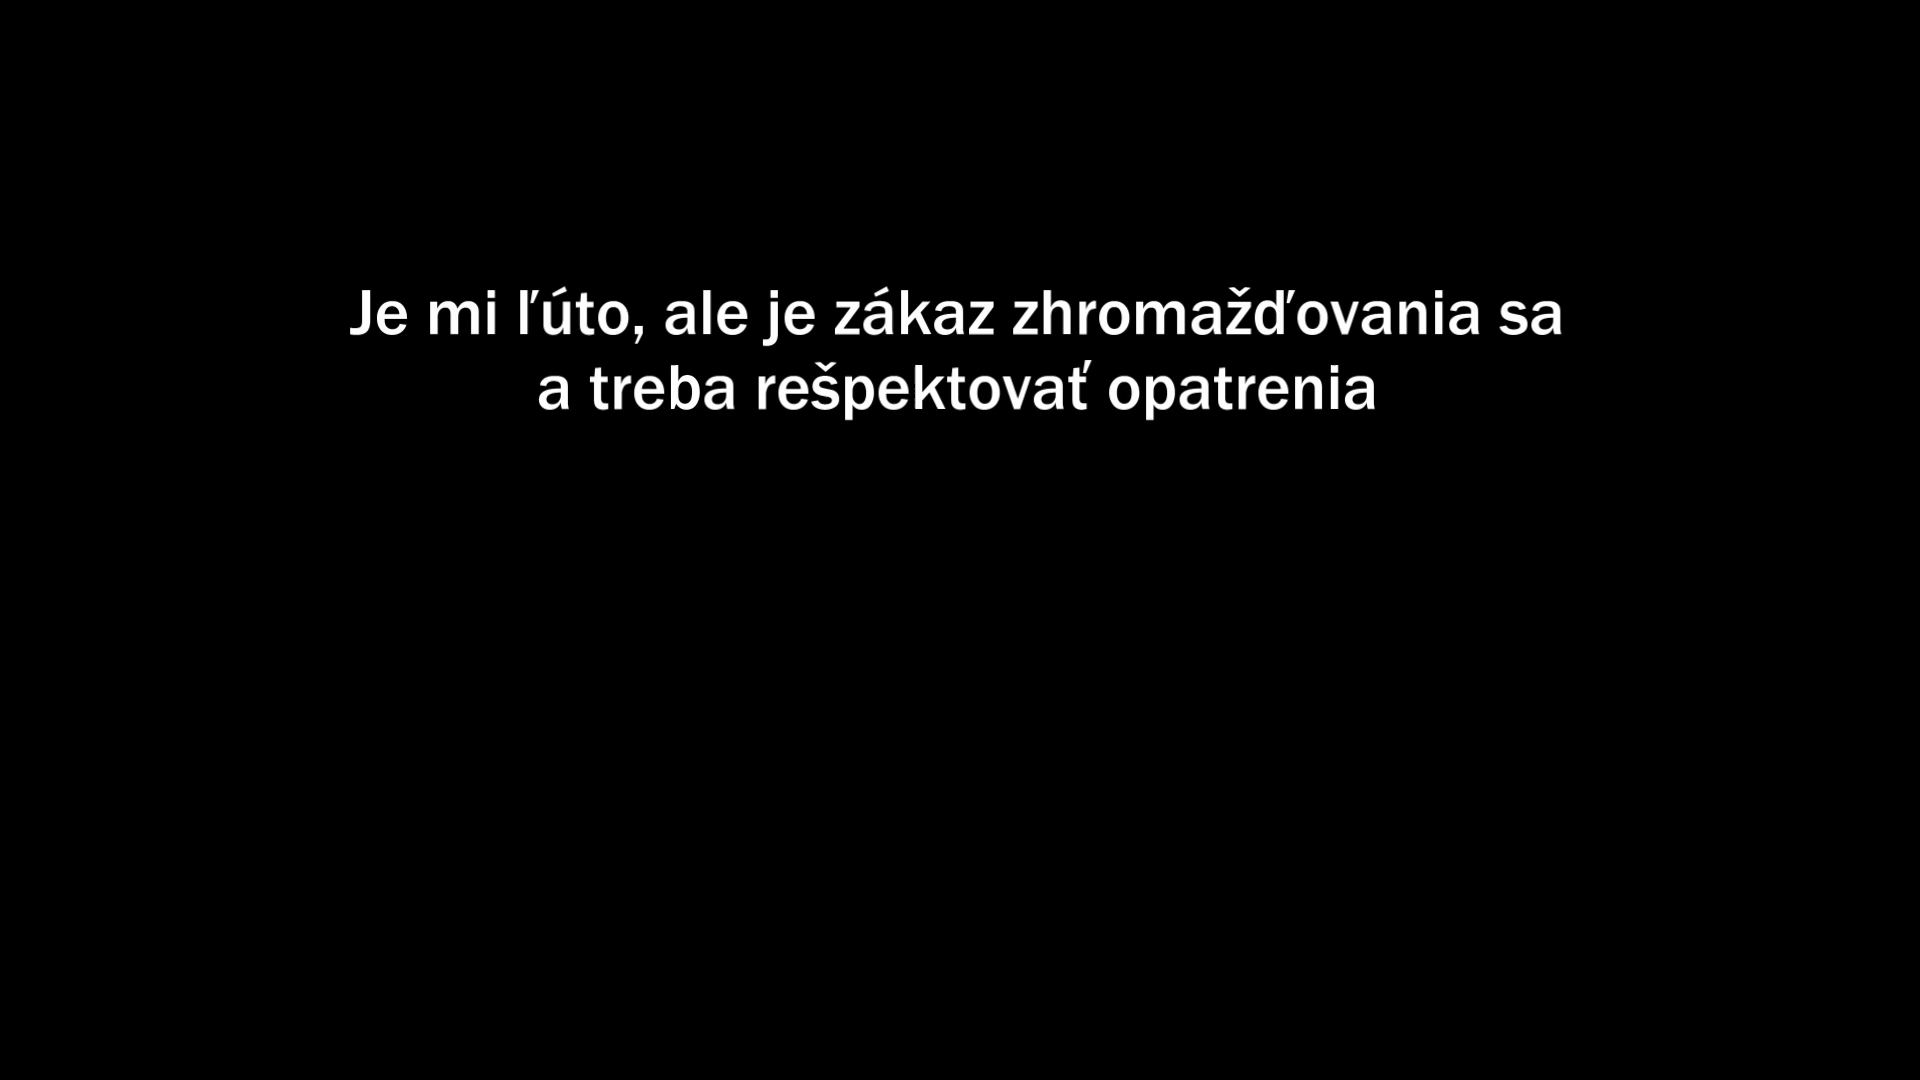 Je mi ľúto, ale je zákaz zhromažďovania sa
a treba rešpektovať opatrenia